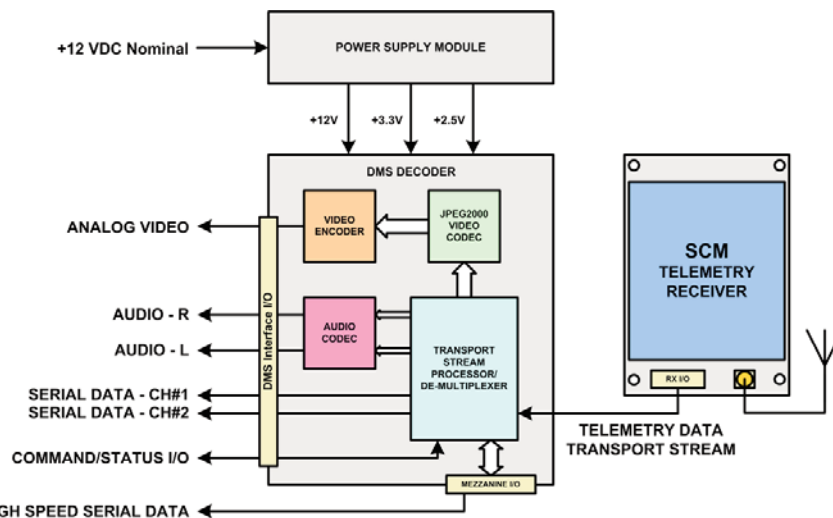 POWER SUPPLY MODULE
+12 VDC Nominal
+12V
+3.3V
+2.5V
DMS DECODER
ANALOG VIDEO
VIDEO
ENCODER
JPEG2000
VIDEO
CODEC
SCM
TELEMETRY
RECEIVER
DMS Interface I/O
AUDIO - R
AUDIO - L
AUDIO
CODEC
TRANSPORT
STREAM
PROCESSOR/
DE-MULTIPLEXER
RX I/O
SERIAL DATA - CH#1
SERIAL DATA - CH#2
TELEMETRY DATA
TRANSPORT STREAM
COMMAND/STATUS I/O
MEZZANINE I/O
GH SPEED SERIAL DATA